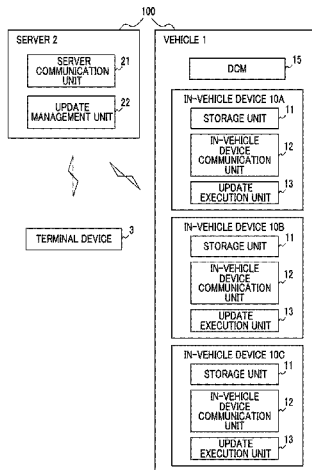 100
SERVER 2
SERVER
COMMUNICATION
UNIT
21
UPDATE
MANAGEMENT UNIT
22
TERMINAL DEVICE
3
VEHICLE 1
DCM
15
IN-VEHICLE DEVICE 10A
STORAGE UNIT
11
IN-VEHICLE
DEVICE
COMMUNICATION
UNIT
12
UPDATE
EXECUTION UNIT
13
IN-VEHICLE DEVICE 10B
STORAGE UNIT
11
IN-VEHICLE
DEVICE
COMMUNICATION
UNIT
12
UPDATE
EXECUTION UNIT
13
IN-VEHICLE DEVICE 10C
STORAGE UNIT
11
IN-VEHICLE
DEVICE
COMMUNICATION
UNIT
12
UPDATE
EXECUTION UNIT
13